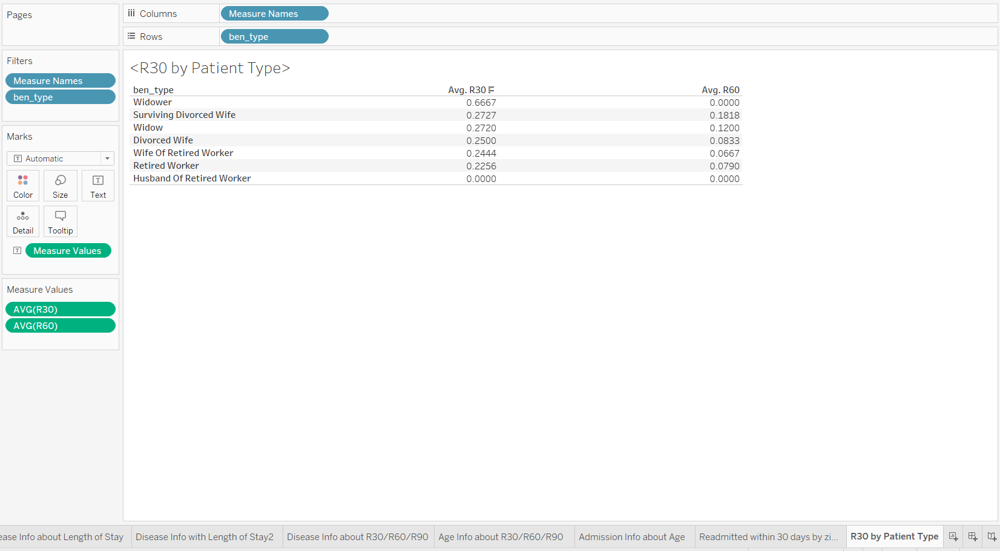 Pages
Columns
Measure Names
Rows
ben_type
Filters
Measure Names
ben_type
Marks
Automatic
Color
Size
Text
Detail
Tooltip
Measure Values
Measure Values
AVG(R30)
AVG(R60)
<R30 by Patient Type>
ben_type Avg. R30 Avg. R60
Widower 0.6667 0.0000
Surviving Divorced Wife 0.2727 0.1818
Widow 0.2720 0.1200
Divorced Wife 0.2500 0.0833
Wife Of Retired Worker 0.2444 0.0667
Retired Worker 0.2256 0.0790
Husband Of Retired Worker 0.0000 0.0000
ease Info about Length of Stay Disease Info with Length of Stay2 Disease Info about R30/R60/R90 Age Info about R30/R60/R90 Admission Info about Age Readmitted within 30 days by zi... R30 by Patient Type